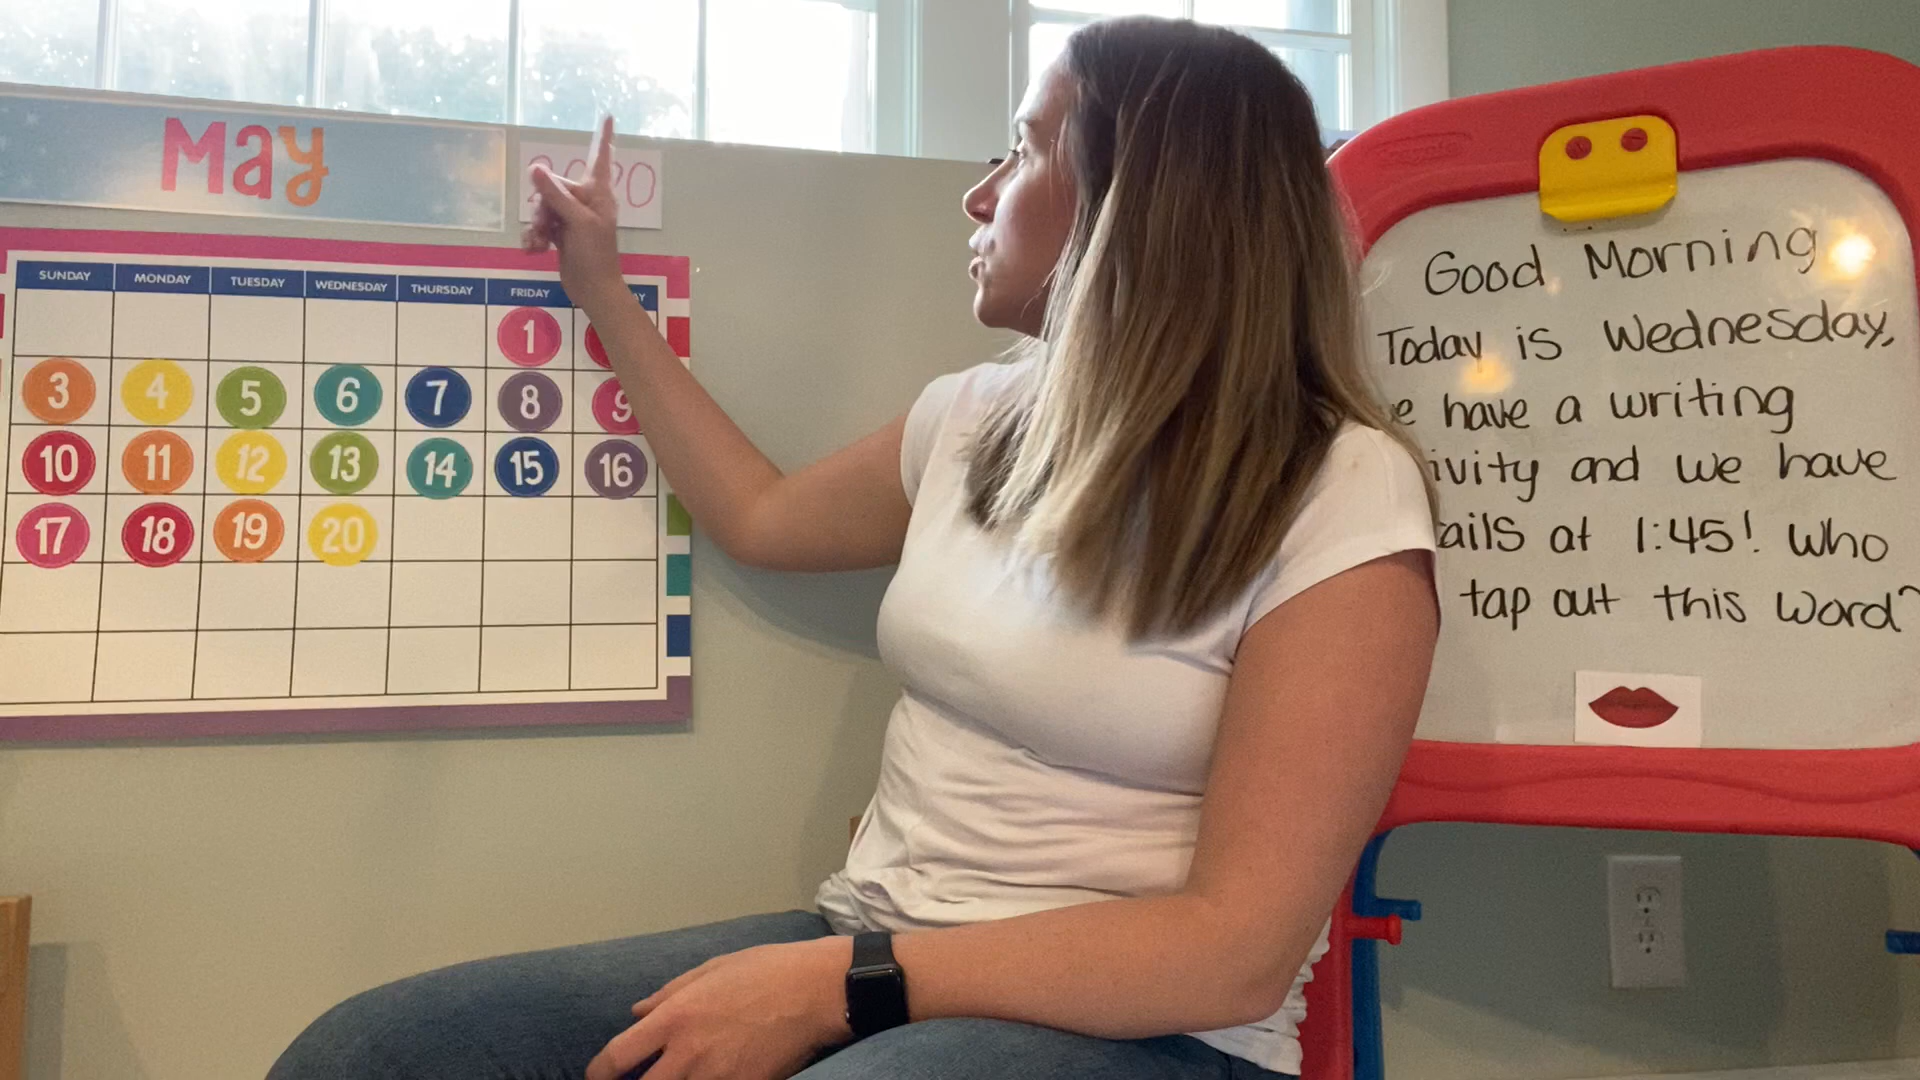 May
2020
SUNDAY MONDAY TUESDAY WEDNESDAY THURSDAY FRIDAY
1
3 4 5 6 7 8 9
10 11 12 13 14 15 16
17 18 19 20
Good Morning
Today is Wednesday,
have a writing
and we have
at 1:45! Who
tap out this word?